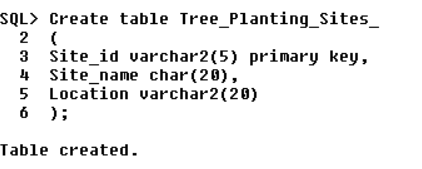 SQL> Create table Tree_Planting_Sites_
2 (
3 Site_id varchar2(5) primary key,
4 Site_name char(20),
5 Location varchar2(20)
6 );
Table created.